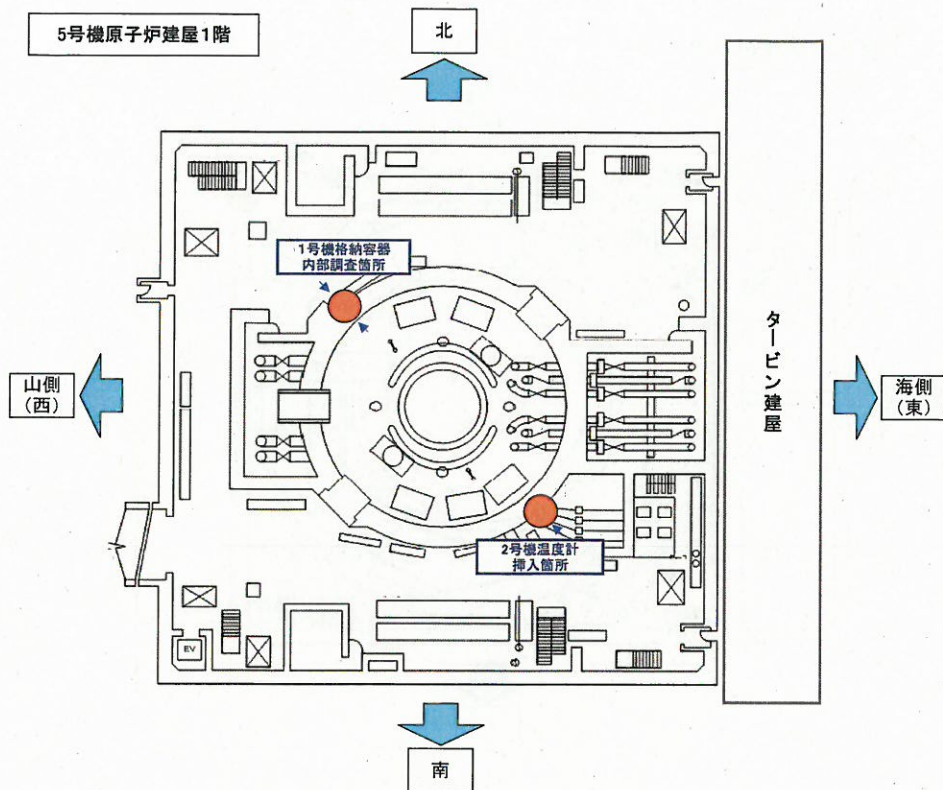 5号機原子炉建屋1階
北
1号機格納容器
内部調査箇所
山側
(西)
タービン建屋
海側
(東)
2号機温度計
挿入箇所
EV
南